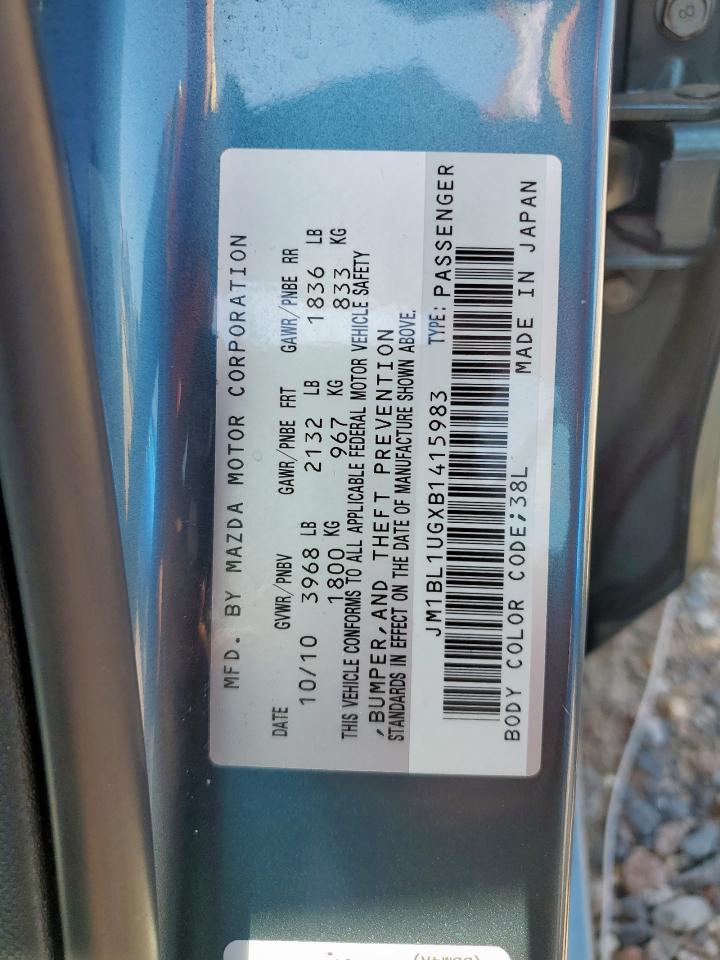 MFD. BY MAZDA MOTOR CORPORATION
DATE GVWR/PNBV GAWR/PNBE FRT GAWR/PNBE RR
10/10 3968 LB 2132 LB 1836 LB
1800 KG 967 KG 833 KG
THIS VEHICLE CONFORMS TO ALL APPLICABLE FEDERAL MOTOR VEHICLE SAFETY
,BUMPER,AND THEFT PREVENTION
STANDARDS IN EFFECT ON THE DATE OF MANUFACTURE SHOWN ABOVE.
JM1BL1UGXB1415983 TYPE: PASSENGER
BODY COLOR CODE;38L MADE IN JAPAN
8